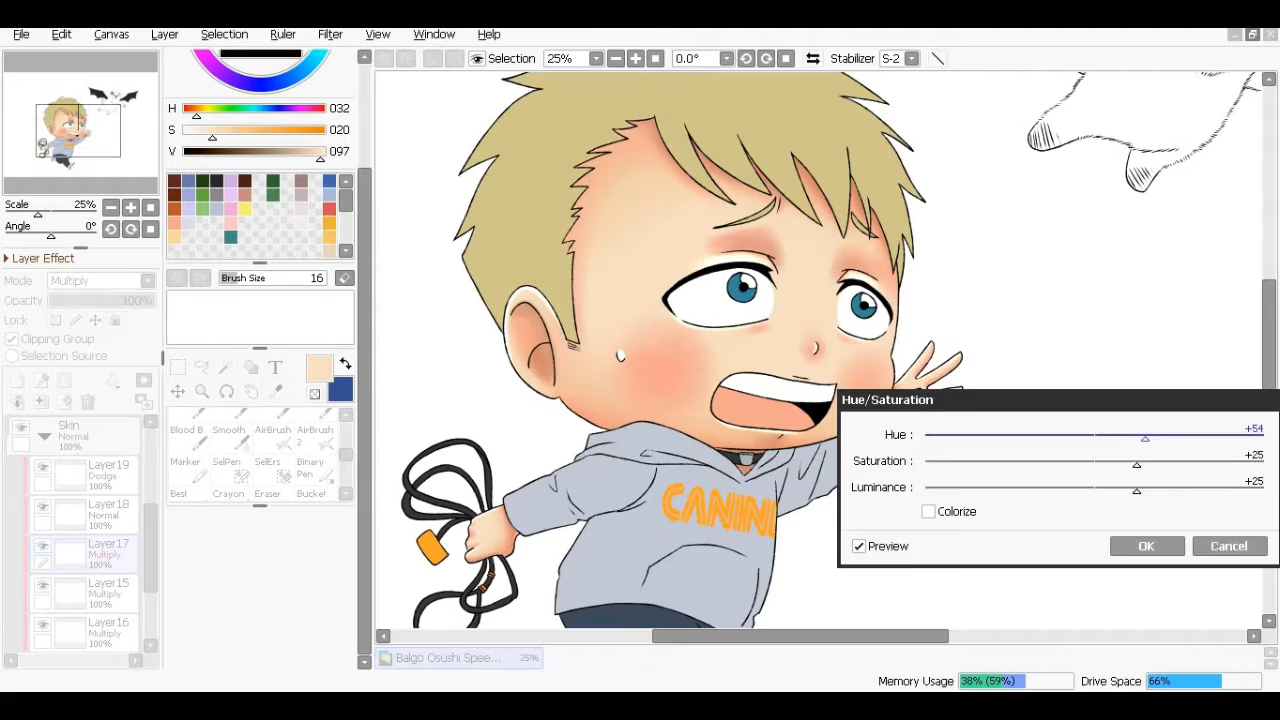 File Edit Canvas Layer Selection Ruler Filter View Window Help
Selection 25% 0.0° Stabilizer S-2
H 032
S 020
V 097
Scale 25%
Angle 0°
Layer Effect
Mode Multiply
Opacity 100%
Lock
Clipping Group
Selection Source
Skin
Normal
100%
Layer19
Dodge
100%
Layer18
Normal
100%
Layer17
Multiply
100%
Layer15
Multiply
100%
Layer16
Multiply
100%
Brush Size 16
T
Blood B Smooth AirBrush AirBrush 2
Marker SelPen SelErs Binary Pen
Best Crayon Eraser Bucket
CANIN
Hue/Saturation
Hue : +54
Saturation : +25
Luminance : +25
Colorize
Preview OK Cancel
Balgo Osushi Spee... 25%
Memory Usage 38% (59%) Drive Space 66%